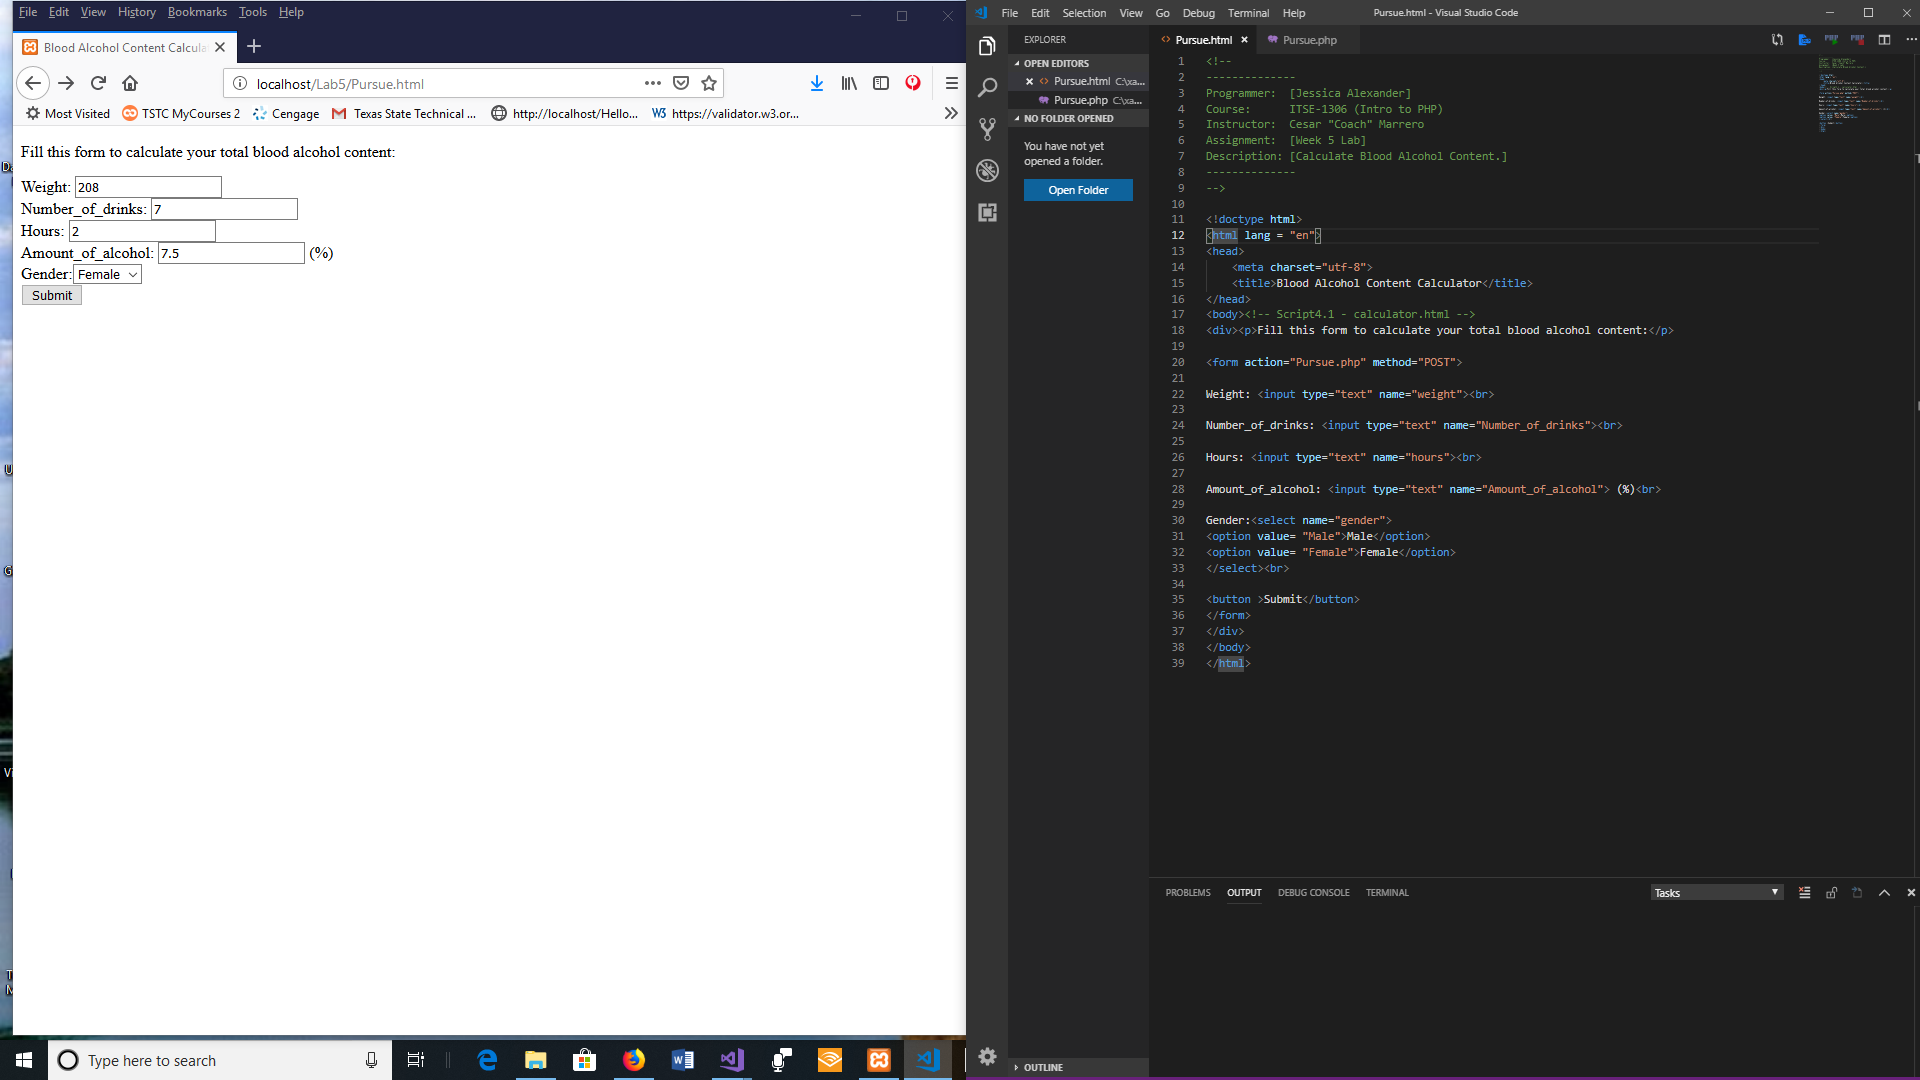 File Edit View History Bookmarks Tools Help
Blood Alcohol Content Calcula
localhost/Lab5/Pursue.html
Most Visited TSTC MyCourses 2 Cengage Texas State Technical ... http://localhost/Hello... https://validator.w3.or...
Fill this form to calculate your total blood alcohol content:
Weight: 208
Number_of_drinks: 7
Hours: 2
Amount_of_alcohol: 7.5 (%)
Gender: Female
Submit
Type here to search
File Edit Selection View Go Debug Terminal Help Pursue.html - Visual Studio Code
EXPLORER
OPEN EDITORS
Pursue.html C:\xa...
Pursue.php C:\xa...
NO FOLDER OPENED
You have not yet
opened a folder.
Open Folder
OUTLINE
Pursue.html Pursue.php
1 <!--
2 --------------
3 Programmer: [Jessica Alexander]
4 Course: ITSE-1306 (Intro to PHP)
5 Instructor: Cesar "Coach" Marrero
6 Assignment: [Week 5 Lab]
7 Description: [Calculate Blood Alcohol Content.]
8 --------------
9 -->
10
11 <!doctype html>
12 <html lang = "en">
13 <head>
14 <meta charset="utf-8">
15 <title>Blood Alcohol Content Calculator</title>
16 </head>
17 <body><!-- Script4.1 - calculator.html -->
18 <div><p>Fill this form to calculate your total blood alcohol content:</p>
19
20 <form action="Pursue.php" method="POST">
21
22 Weight: <input type="text" name="weight"><br>
23
24 Number_of_drinks: <input type="text" name="Number_of_drinks"><br>
25
26 Hours: <input type="text" name="hours"><br>
27
28 Amount_of_alcohol: <input type="text" name="Amount_of_alcohol"> (%)<br>
29
30 Gender:<select name="gender">
31 <option value= "Male">Male</option>
32 <option value= "Female">Female</option>
33 </select><br>
34
35 <button >Submit</button>
36 </form>
37 </div>
38 </body>
39 </html>
PROBLEMS OUTPUT DEBUG CONSOLE TERMINAL Tasks